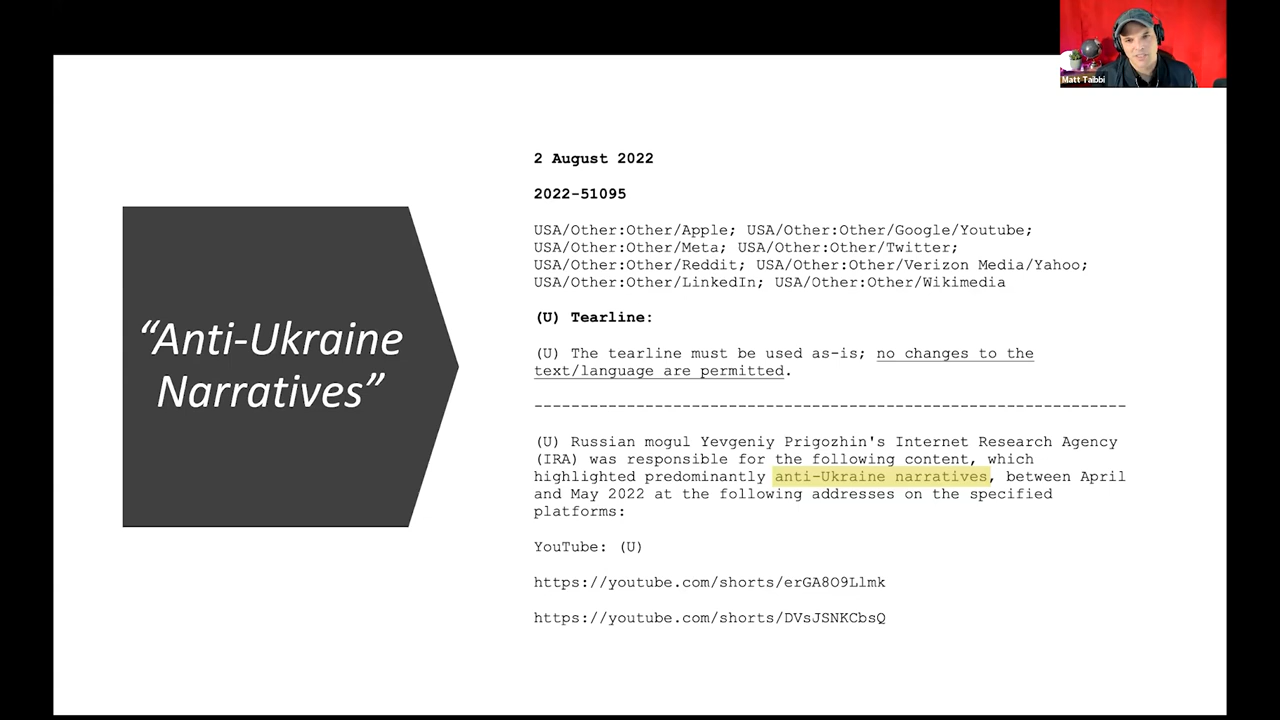 Matt Taibbi
“Anti-Ukraine
Narratives”
2 August 2022
2022-51095
USA/Other:Other/Apple; USA/Other:Other/Google/Youtube;
USA/Other:Other/Meta; USA/Other:Other/Twitter;
USA/Other:Other/Reddit; USA/Other:Other/Verizon Media/Yahoo;
USA/Other:Other/LinkedIn; USA/Other:Other/Wikimedia
(U) Tearline:
(U) The tearline must be used as-is; no changes to the
text/language are permitted.
----------------------------------------------------------------
(U) Russian mogul Yevgeniy Prigozhin's Internet Research Agency
(IRA) was responsible for the following content, which
highlighted predominantly anti-Ukraine narratives, between April
and May 2022 at the following addresses on the specified
platforms:
YouTube: (U)
https://youtube.com/shorts/erGA8O9Llmk
https://youtube.com/shorts/DVsJSNKCbsQ